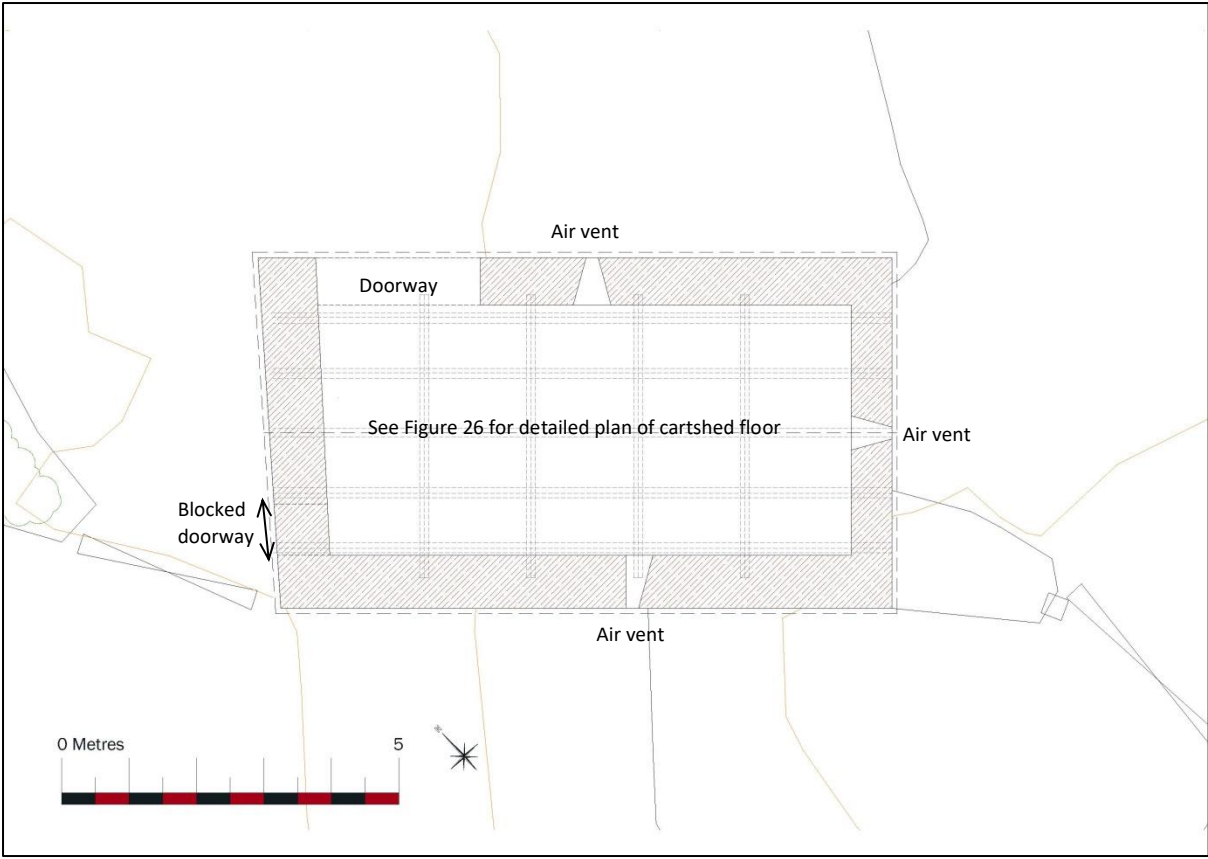 Air vent
Doorway
See Figure 26 for detailed plan of cartshed floor
Air vent
Blocked
doorway
Air vent
0 Metres 5